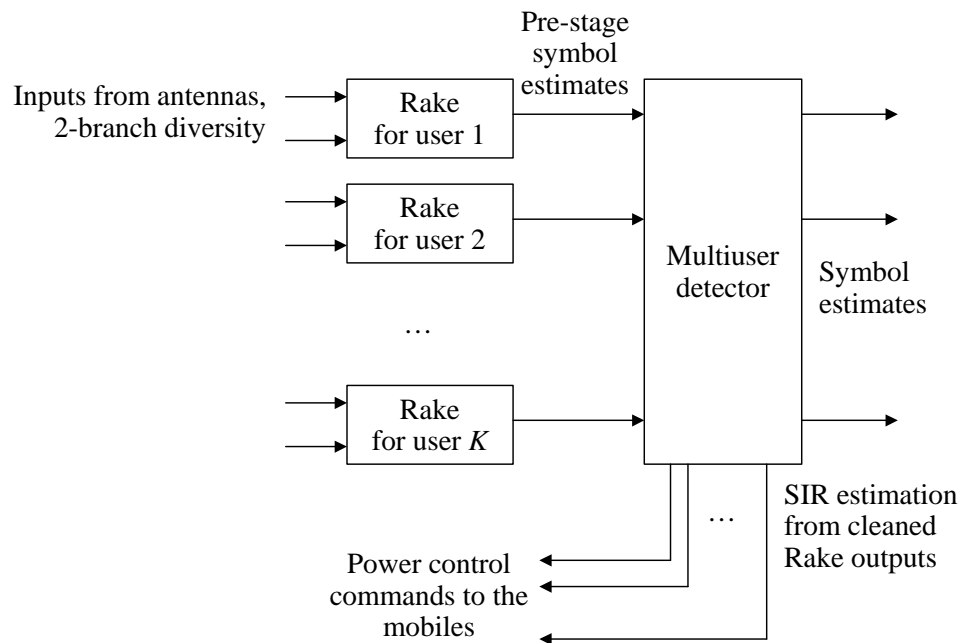 Pre-stage
symbol
estimates
Inputs from antennas,
2-branch diversity
Rake
for user 1
Rake
for user 2
Multiuser
detector
Symbol
estimates
…
Rake
for user K
SIR estimation
from cleaned
Rake outputs
…
Power control
commands to the
mobiles